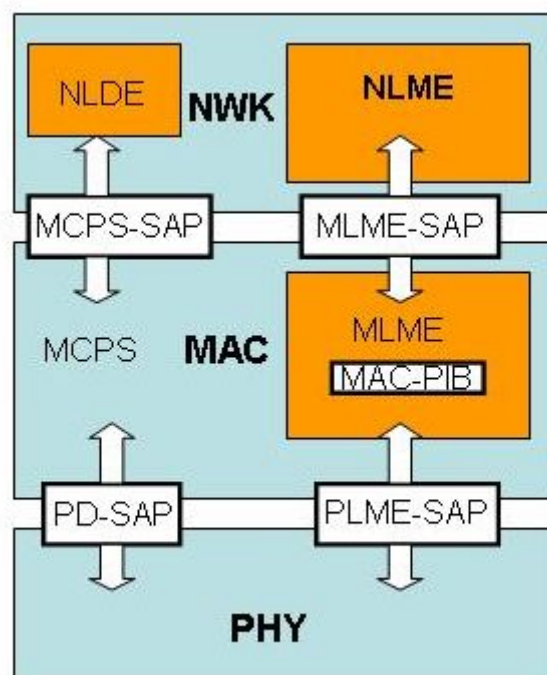 NLDE
NWK
NLME
MCPS-SAP
MLME-SAP
MCPS
MAC
MLME
MAC-PIB
PD-SAP
PLME-SAP
PHY